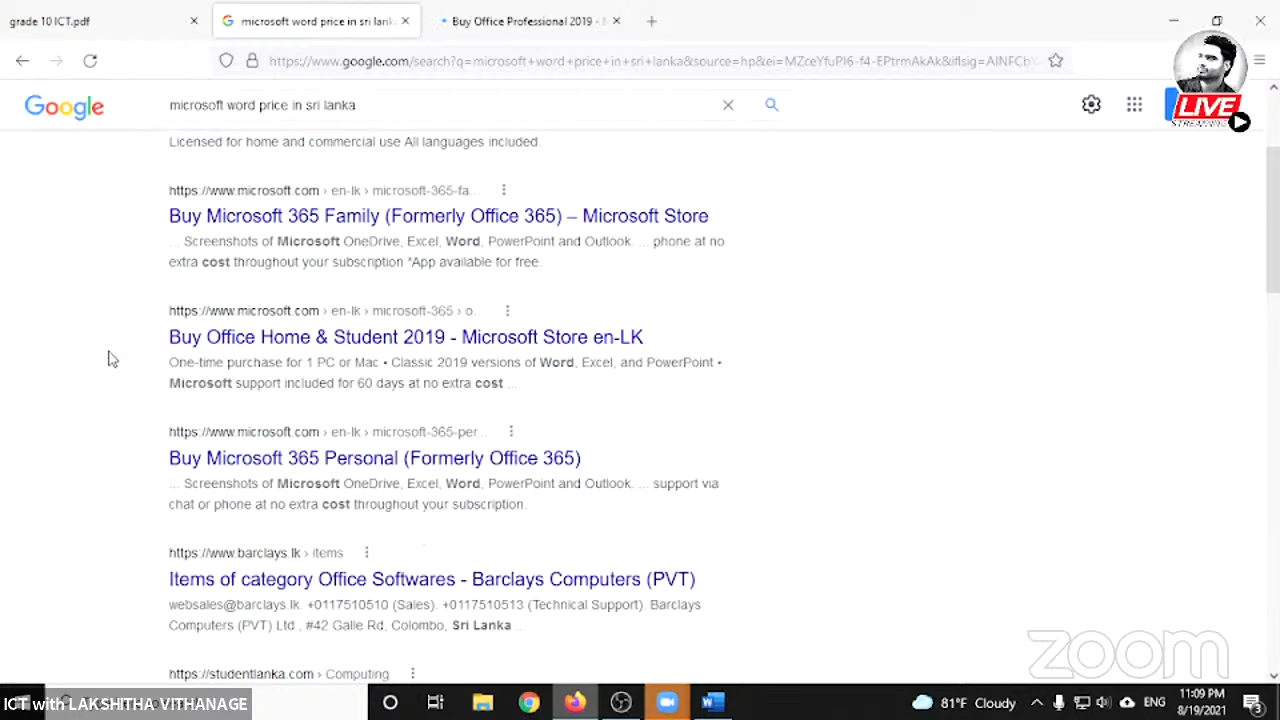 grade 10 ICT.pdf
microsoft word price in sri lank
Buy Office Professional 2019 -
https://www.google.com/search?q=microsoft+word+price+in+sri+lanka&source=hp&ei=MZceYfuPI6-f4-EPtrmAkAk&iflsig=AINFCb
Google
microsoft word price in sri lanka
LIVE
STREAMING
Licensed for home and commercial use All languages included.
https://www.microsoft.com › en-lk › microsoft-365-fa...
Buy Microsoft 365 Family (Formerly Office 365) – Microsoft Store
... Screenshots of Microsoft OneDrive, Excel, Word, PowerPoint and Outlook. ... phone at no
extra cost throughout your subscription *App available for free.
https://www.microsoft.com › en-lk › microsoft-365 › o...
Buy Office Home & Student 2019 - Microsoft Store en-LK
One-time purchase for 1 PC or Mac • Classic 2019 versions of Word, Excel, and PowerPoint •
Microsoft support included for 60 days at no extra cost ...
https://www.microsoft.com › en-lk › microsoft-365-per...
Buy Microsoft 365 Personal (Formerly Office 365)
... Screenshots of Microsoft OneDrive, Excel, Word, PowerPoint and Outlook. ... support via
chat or phone at no extra cost throughout your subscription.
https://www.barclays.lk › items
Items of category Office Softwares - Barclays Computers (PVT)
websales@barclays.lk. +0117510510 (Sales). +0117510513 (Technical Support). Barclays
Computers (PVT) Ltd , #42 Galle Rd, Colombo, Sri Lanka ...
https://studentlanka.com › Computing
zoom
ICT with LAKSHITHA VITHANAGE
81°F Cloudy
ENG
11:09 PM
8/19/2021
3